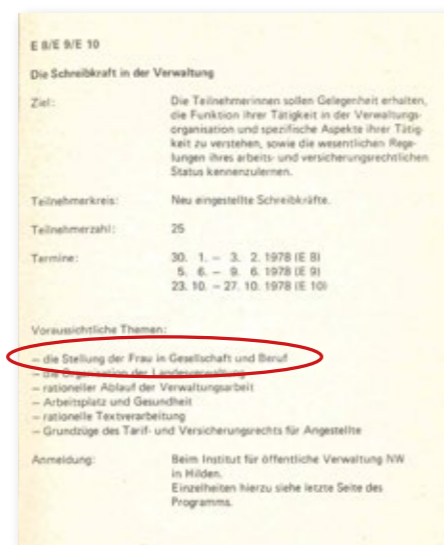 E 8/E 9/E 10
Die Schreibkraft in der Verwaltung
Ziel: Die Teilnehmerinnen sollen Gelegenheit erhalten,
die Funktion ihrer Tätigkeit in der Verwaltungs-
organisation und spezifische Aspekte ihrer Tätig-
keit zu verstehen, sowie die wesentlichen Rege-
lungen ihres arbeits- und versicherungsrechtlichen
Status kennenzulernen.
Teilnehmerkreis: Neu eingestellte Schreibkräfte.
Teilnehmerzahl: 25
Termine: 30. 1. – 3. 2. 1978 (E 8)
5. 6. – 9. 6. 1978 (E 9)
23. 10. – 27. 10. 1978 (E 10)
Voraussichtliche Themen:
– die Stellung der Frau in Gesellschaft und Beruf
– die Organisation der Landesverwaltung
– rationeller Ablauf der Verwaltungsarbeit
– Arbeitsplatz und Gesundheit
– rationelle Textverarbeitung
– Grundzüge des Tarif- und Versicherungsrechts für Angestellte
Anmeldung: Beim Institut für öffentliche Verwaltung NW
in Hilden.
Einzelheiten hierzu siehe letzte Seite des
Programms.